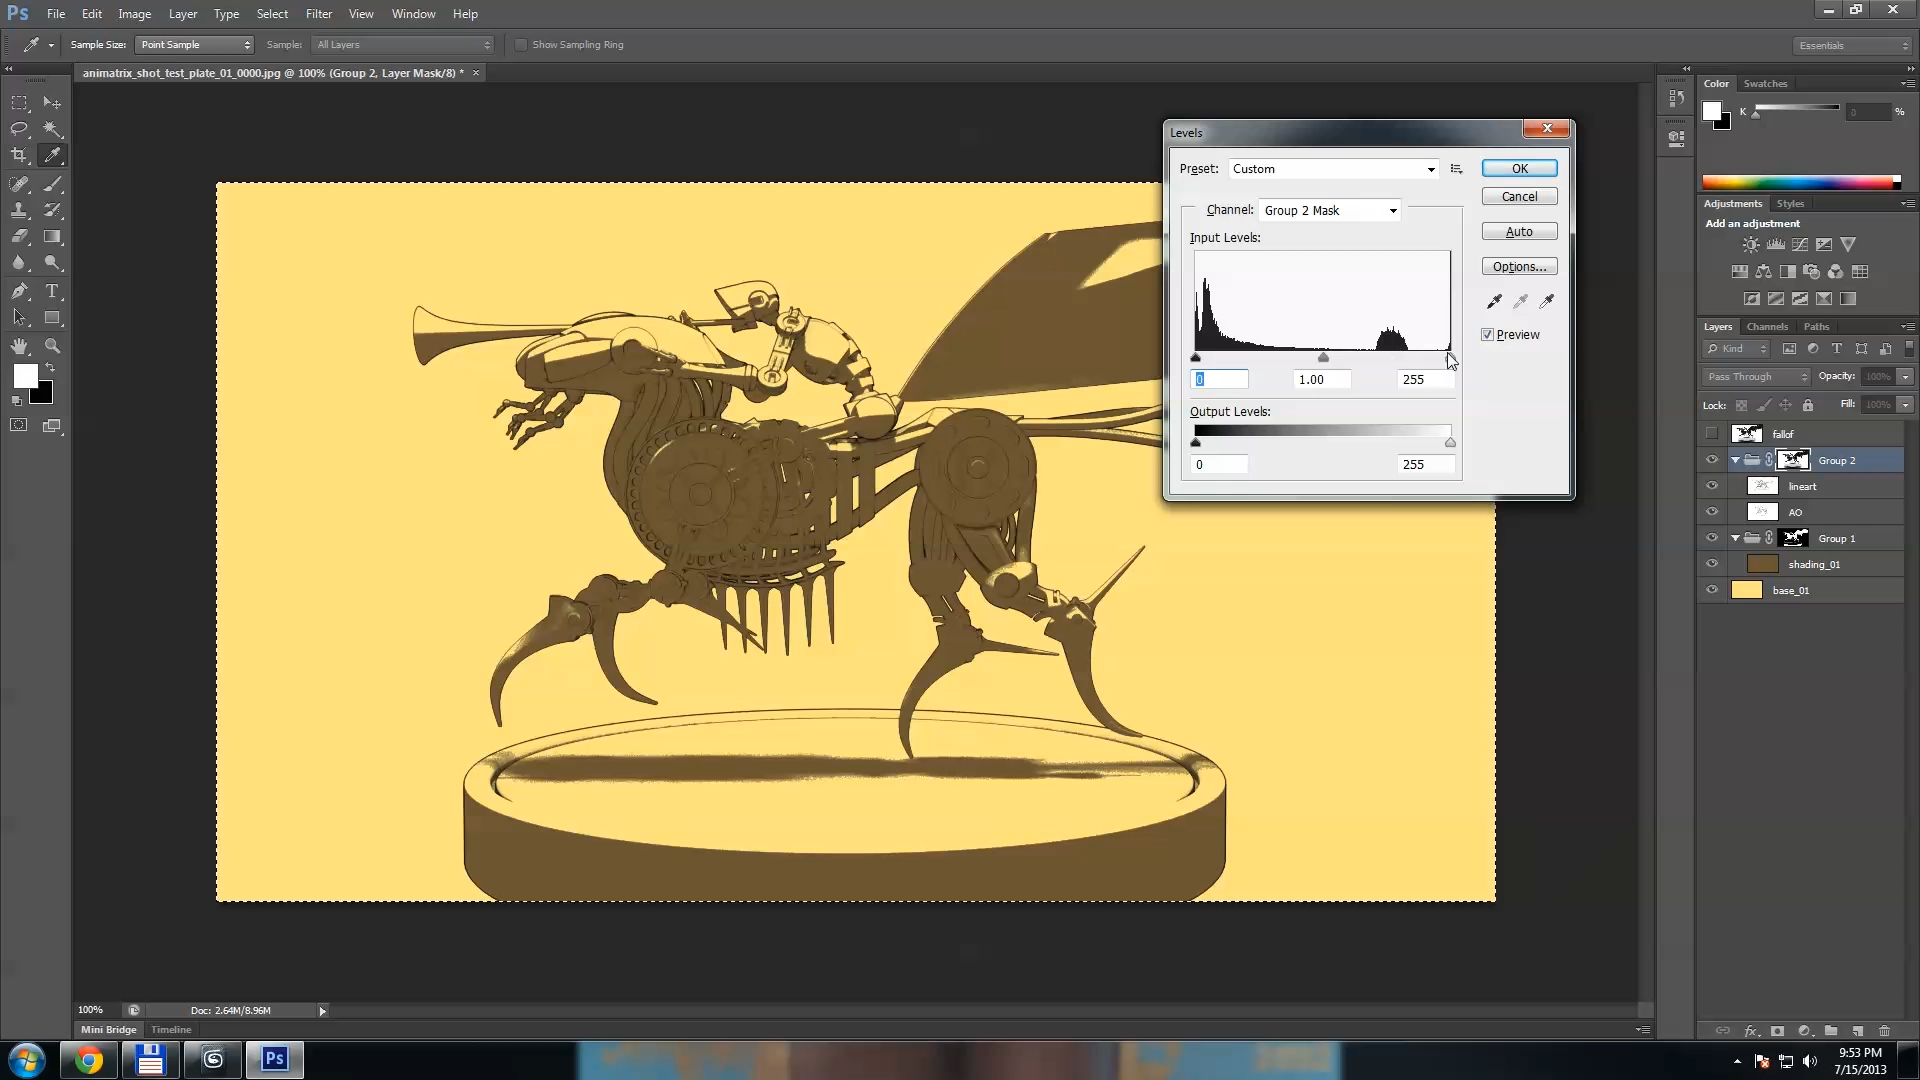 Ps File Edit Image Layer Type Select Filter View Window Help
Sample Size: Point Sample Sample: All Layers Show Sampling Ring Essentials
animatrix_shot_test_plate_01_0000.jpg @ 100% (Group 2, Layer Mask/8) * ×
Color Swatches
K 0 %
Levels
Preset: Custom OK
Cancel
Channel: Group 2 Mask
Auto
Input Levels:
Options...
Preview
0 1.00 255
Output Levels:
0 255
Adjustments Styles
Add an adjustment
Layers Channels Paths
Kind
Pass Through Opacity: 100%
Lock: Fill: 100%
fallof
Group 2
lineart
AO
Group 1
shading_01
base_01
100% Doc: 2.64M/8.96M
Mini Bridge Timeline
Ps
9:53 PM
7/15/2013